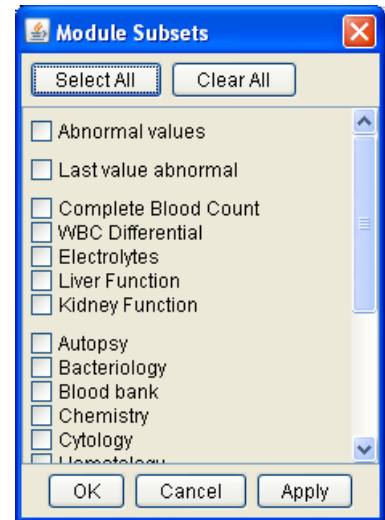 Module Subsets
Select All Clear All
Abnormal values
Last value abnormal
Complete Blood Count
WBC Differential
Electrolytes
Liver Function
Kidney Function
Autopsy
Bacteriology
Blood bank
Chemistry
Cytology
OK Cancel Apply